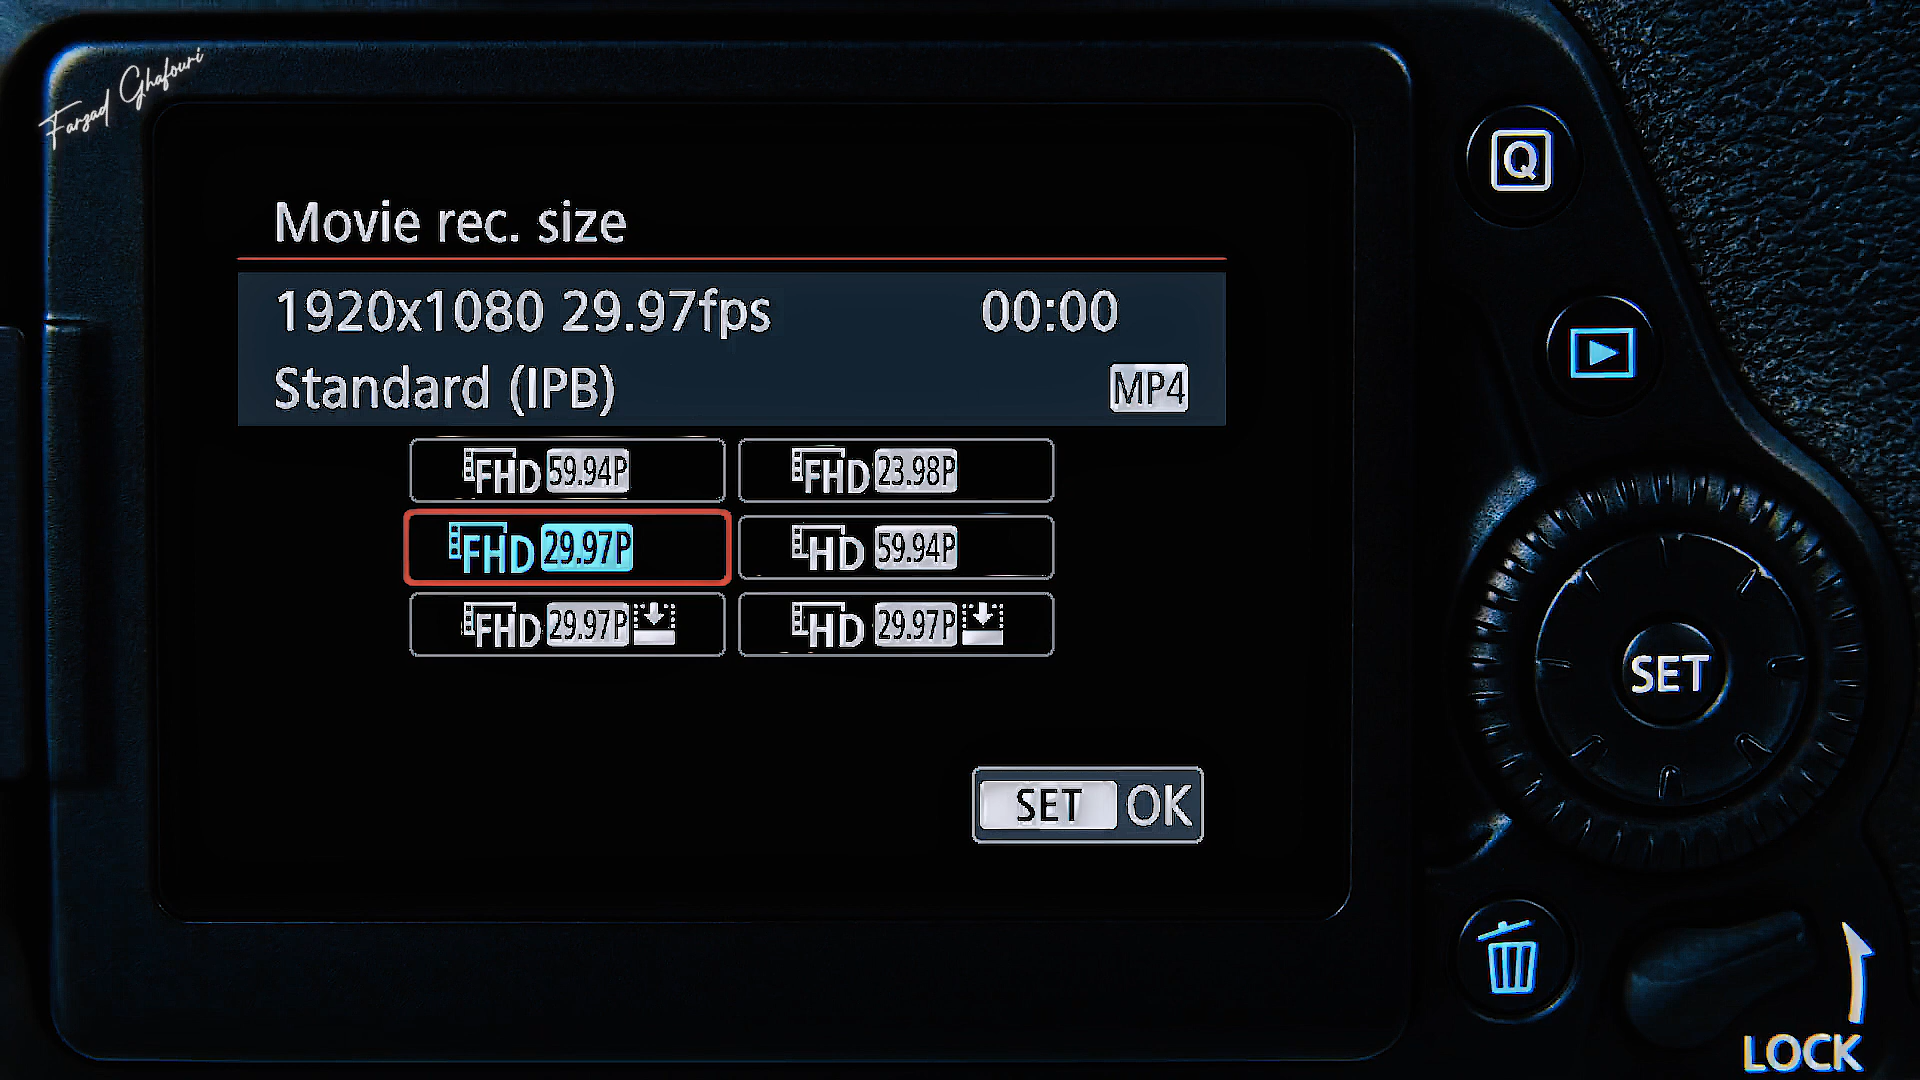 Farzad Ghafouri
Q
Movie rec. size
1920x1080 29.97fps 00:00
Standard (IPB) MP4
FHD 59.94P FHD 23.98P
FHD 29.97P HD 59.94P
FHD 29.97P HD 29.97P
SET
SET OK
LOCK